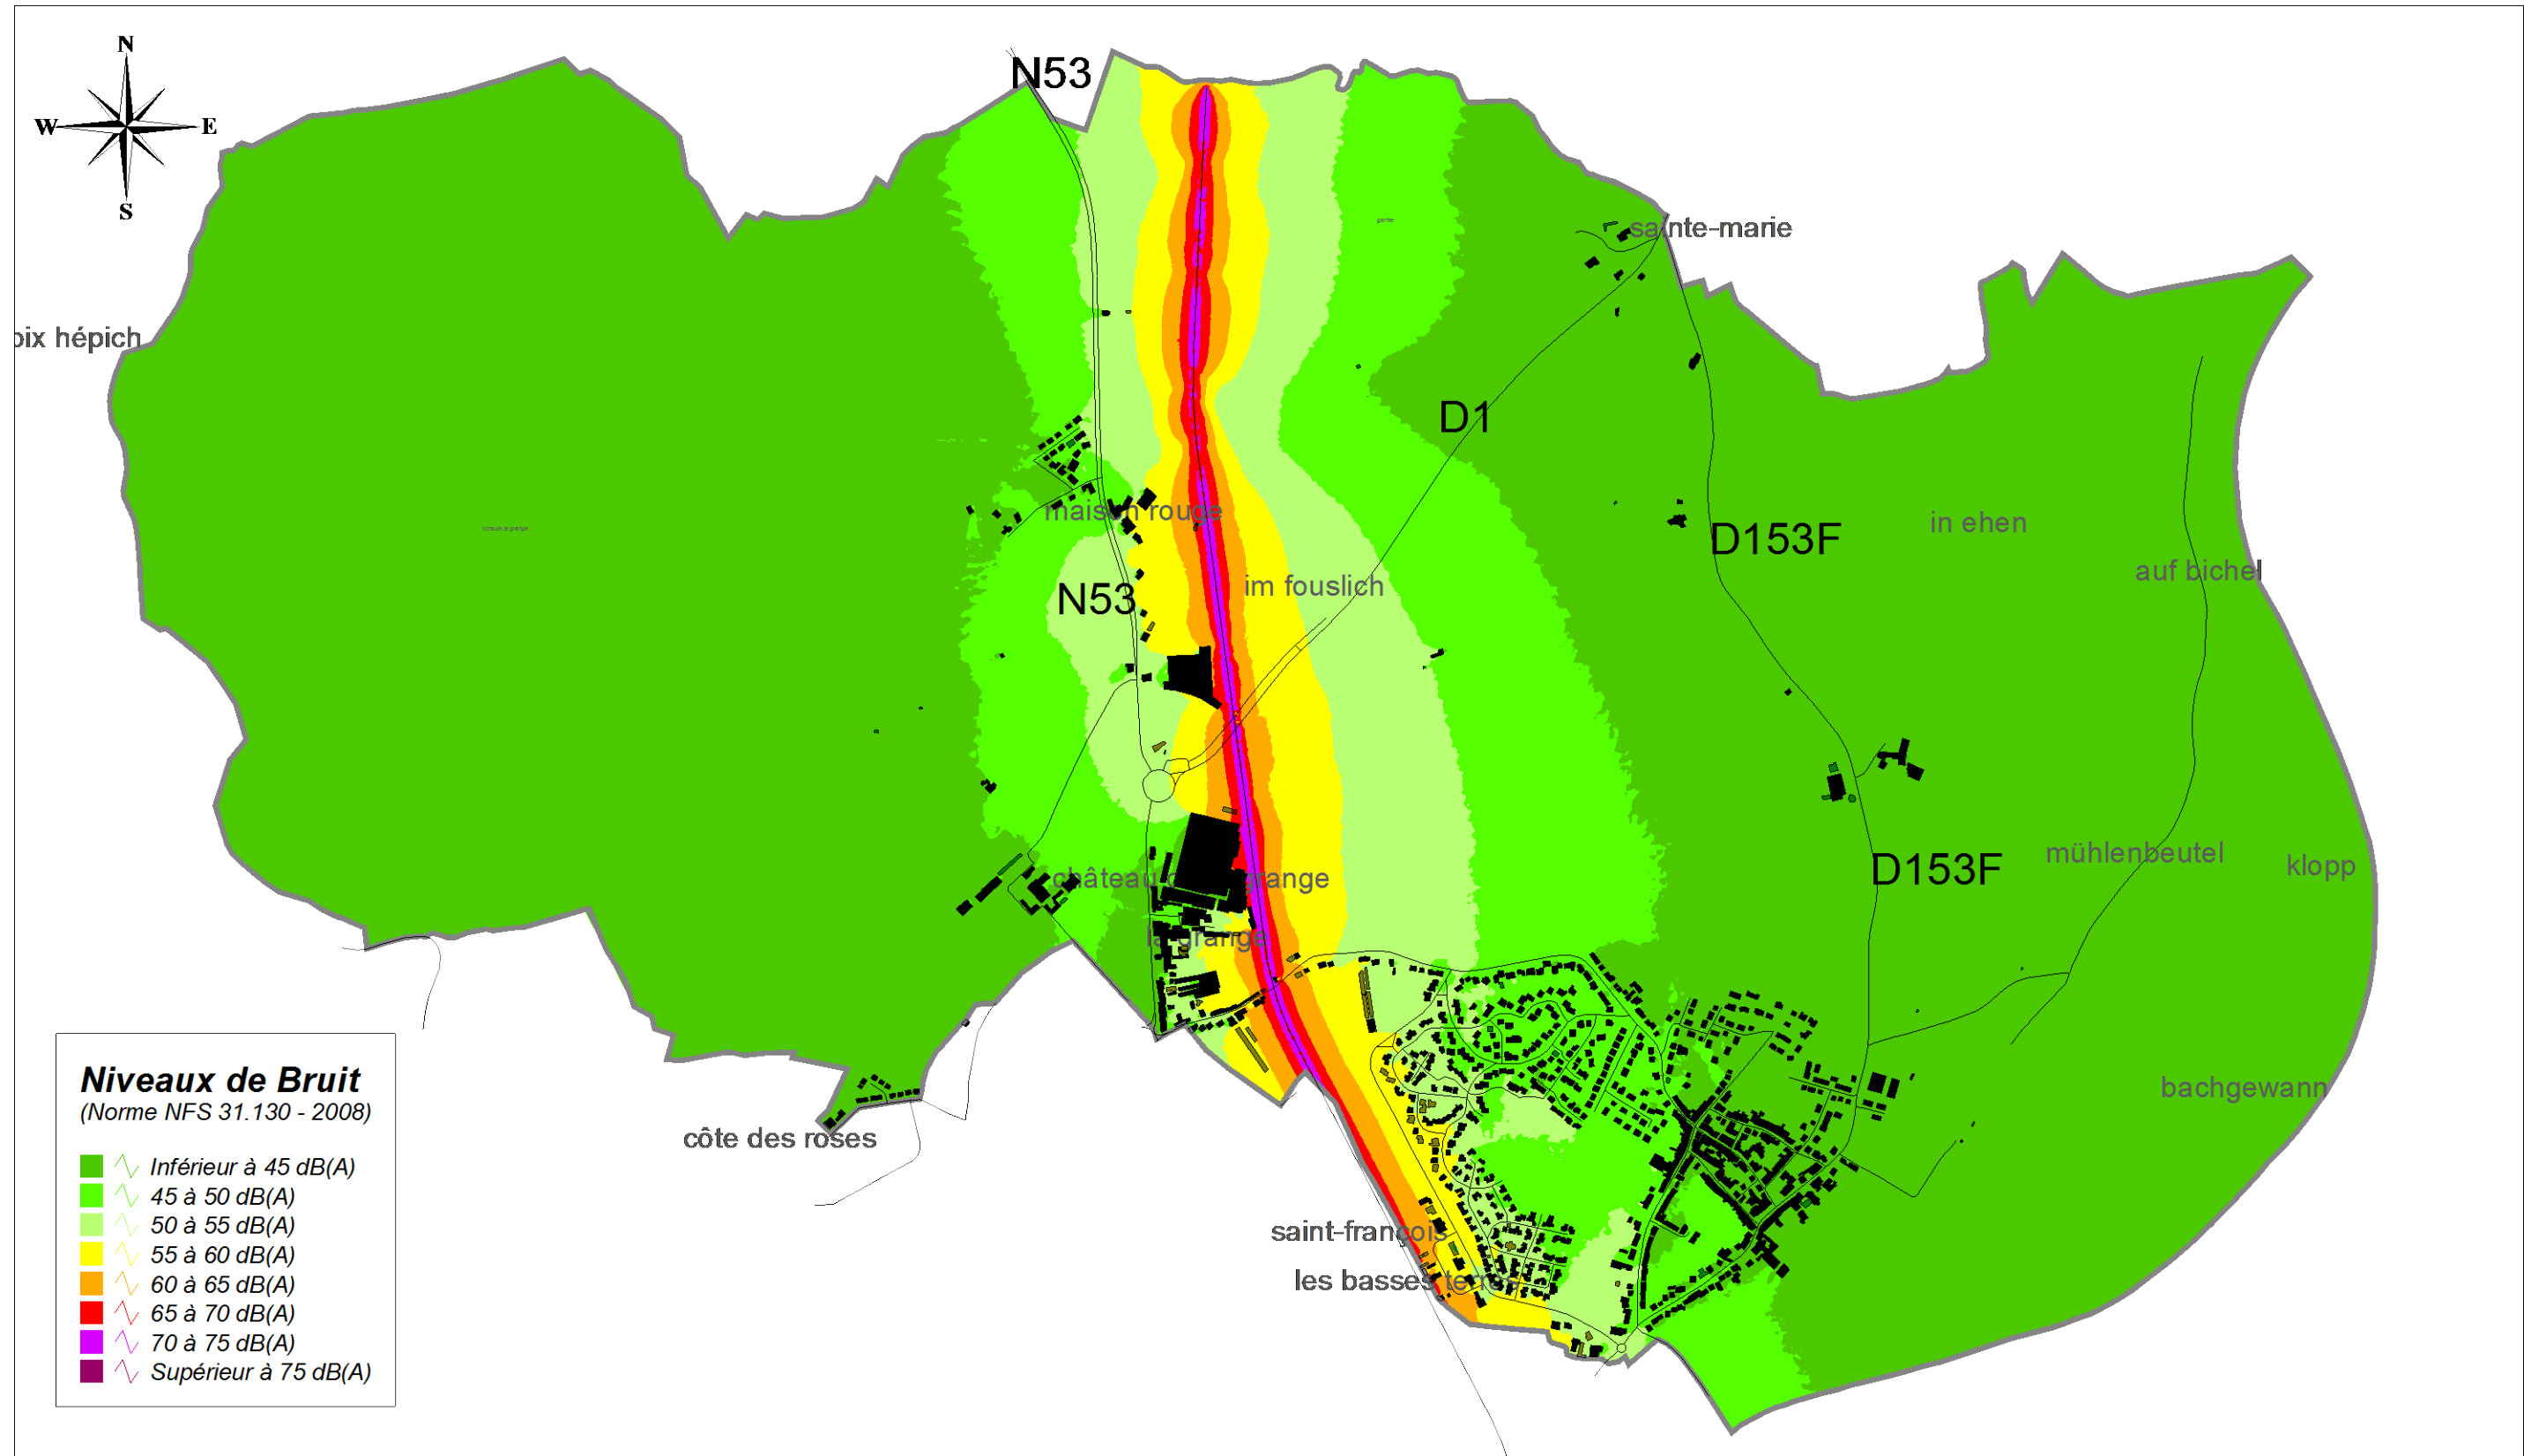 N
N53
W
E
S
sainte-marie
oix hépich
D1
maison rouge
D153F
in ehen
auf bichel
im fouslich
N53
mühlenbeutel
klopp
D153F
château
grange
la grange
bachgewann
Niveaux de Bruit
(Norme NFS 31.130 - 2008)
Inférieur à 45 dB(A)
45 à 50 dB(A)
50 à 55 dB(A)
55 à 60 dB(A)
60 à 65 dB(A)
65 à 70 dB(A)
70 à 75 dB(A)
Supérieur à 75 dB(A)
côte des roses
saint-françois
les basses terres